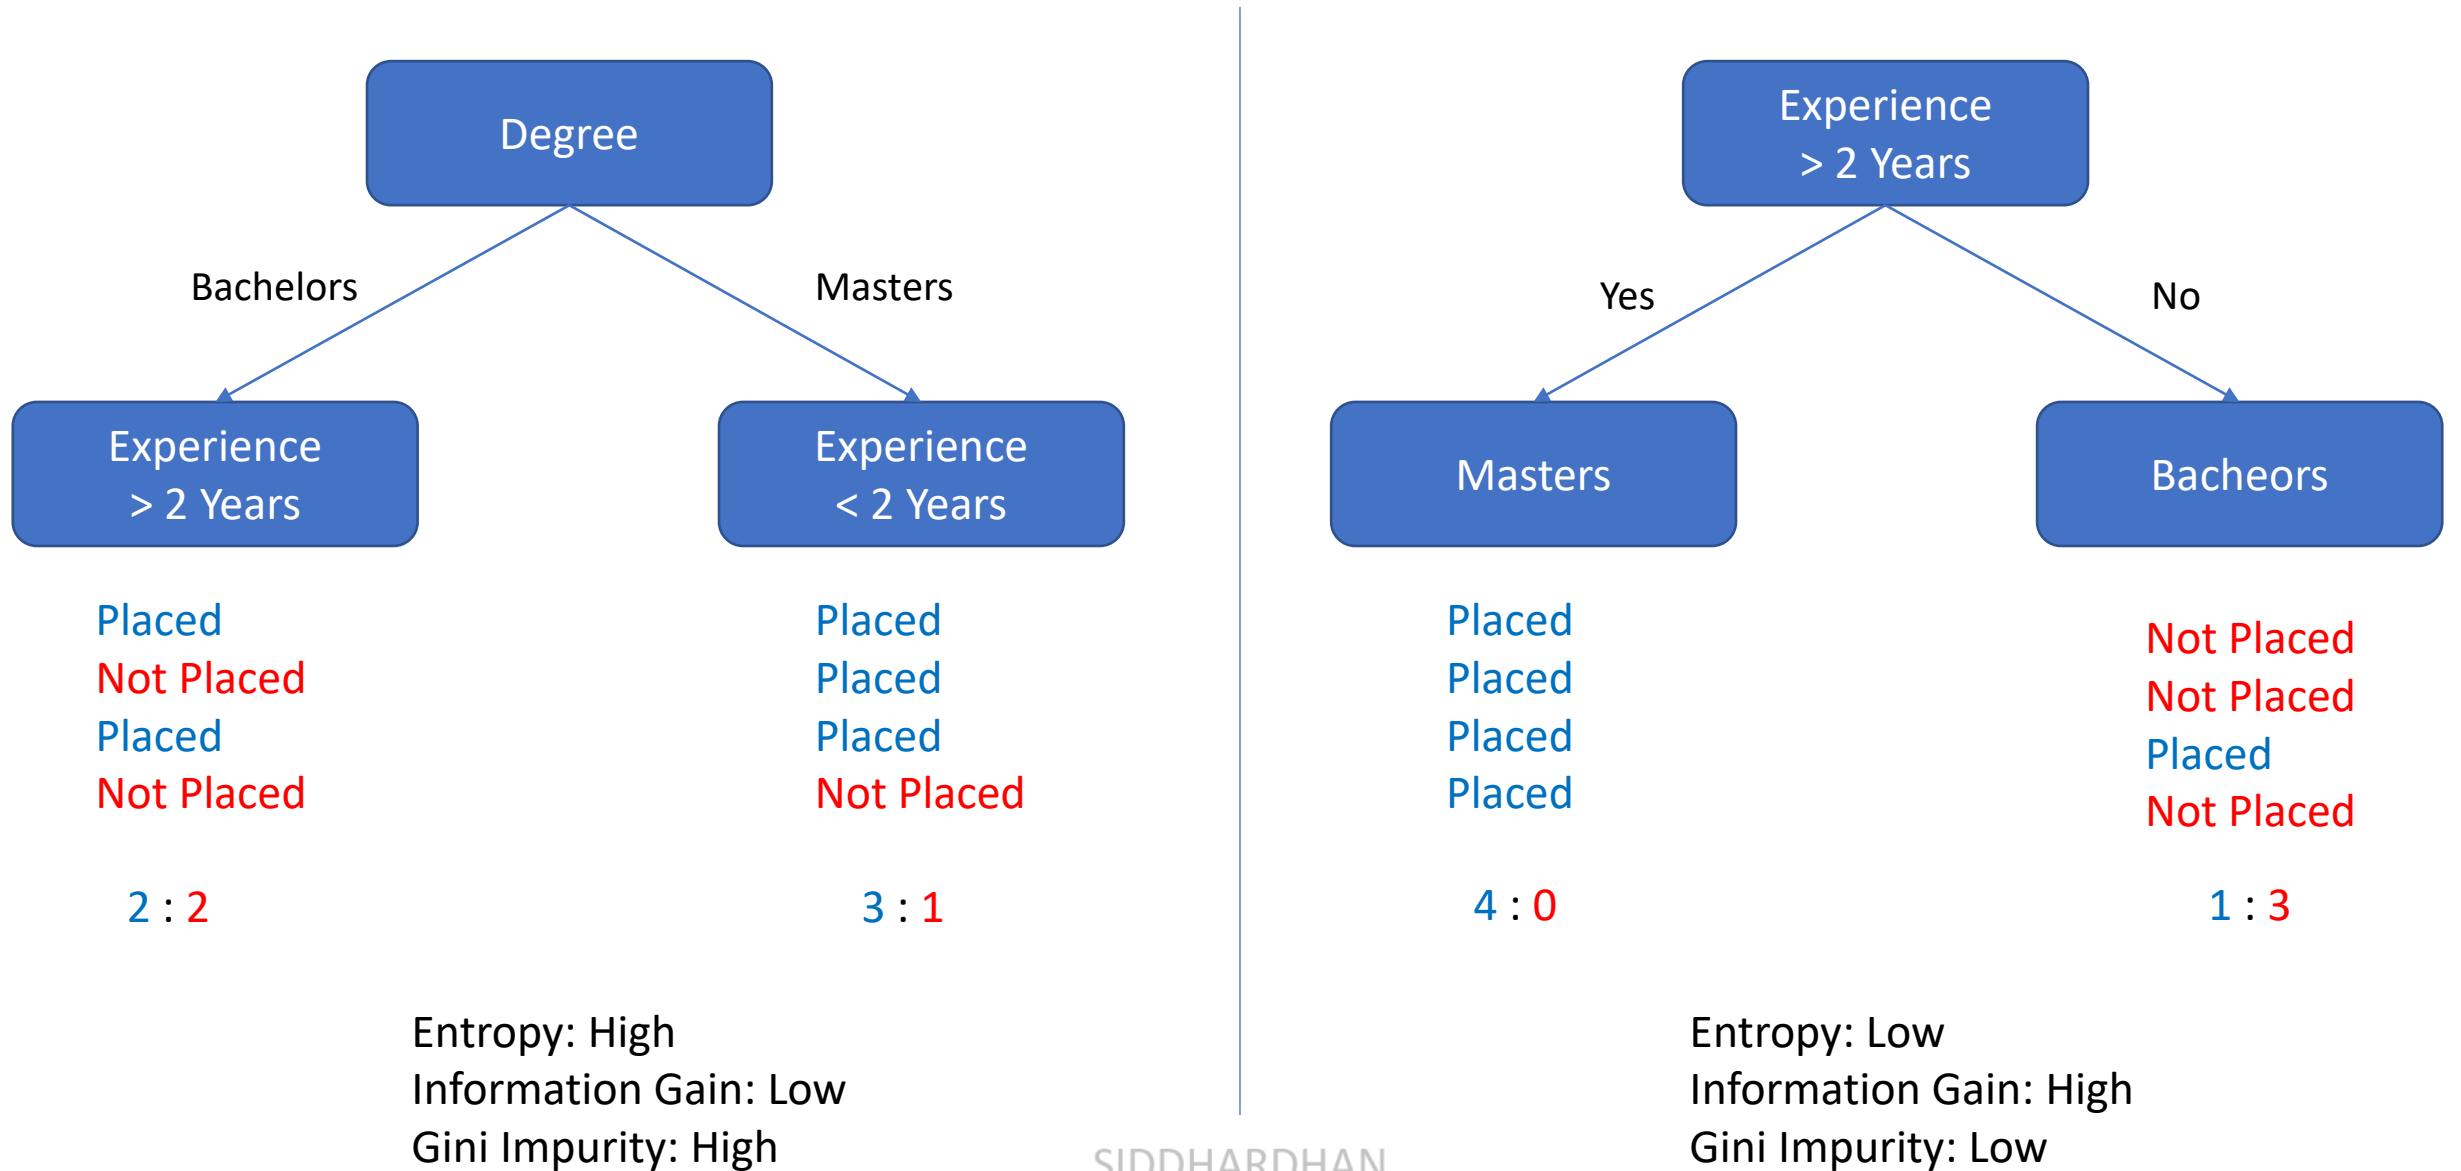 Degree
Bachelors
Masters
Experience
> 2 Years
Experience
< 2 Years
Placed
Not Placed
Placed
Not Placed
2 : 2
Placed
Placed
Placed
Not Placed
3 : 1
Entropy: High
Information Gain: Low
Gini Impurity: High
Experience
> 2 Years
Yes
No
Masters
Bacheors
Placed
Placed
Placed
Placed
4 : 0
Not Placed
Not Placed
Placed
Not Placed
1 : 3
Entropy: Low
Information Gain: High
Gini Impurity: Low
SIDDHARDHAN